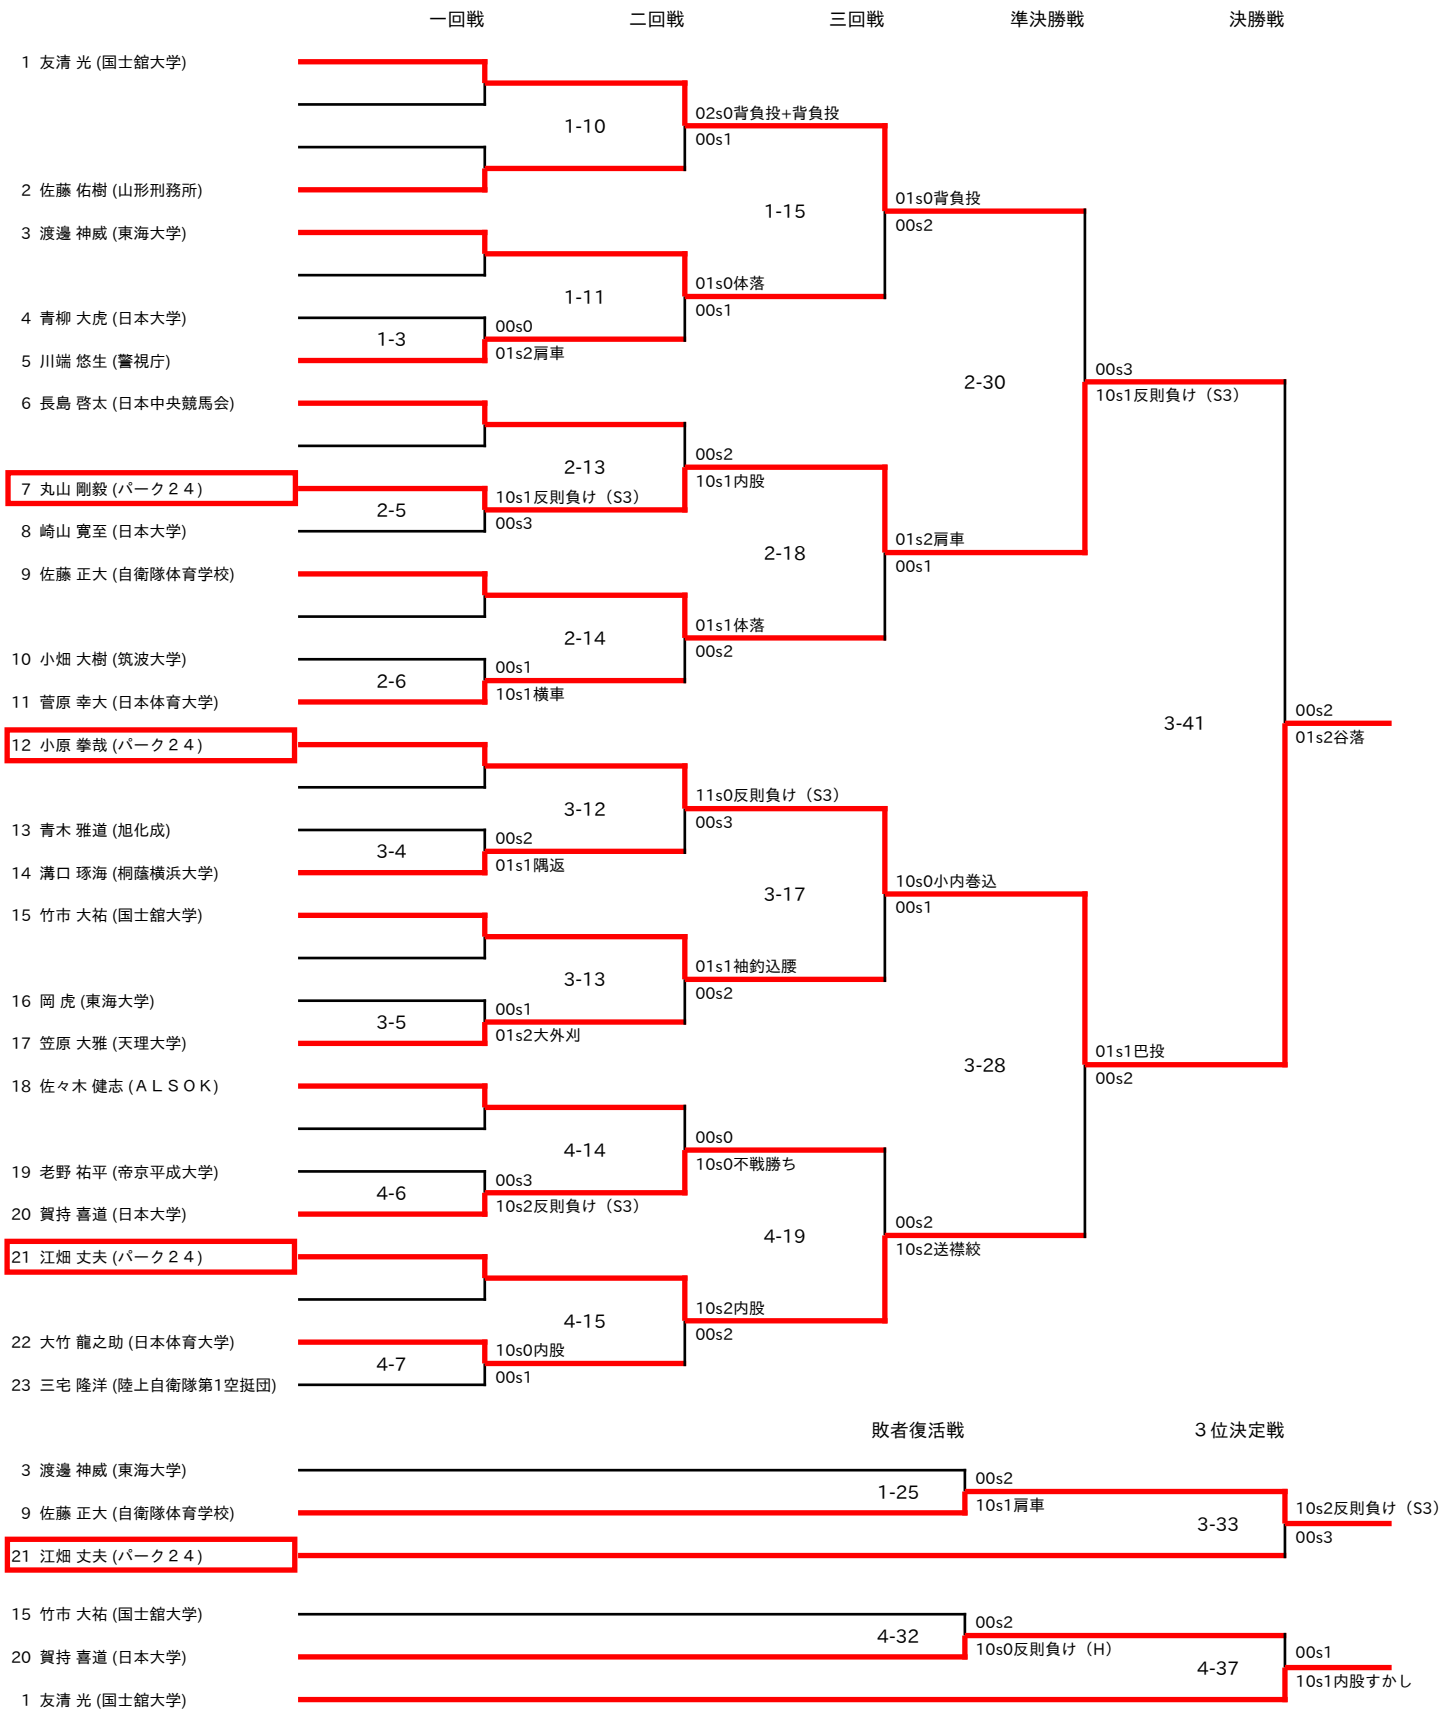 一回戦 二回戦 三回戦 準決勝戦 決勝戦
1 友清 光 (国士舘大学)
02s0背負投+背負投
1-10
00s1
2 佐藤 佑樹 (山形刑務所)
01s0背負投
1-15
00s2
3 渡邊 神威 (東海大学)
01s0体落
1-11
00s1
4 青柳 大虎 (日本大学)
00s0
1-3
01s2肩車
5 川端 悠生 (警視庁)
00s3
2-30
10s1反則負け（S3）
6 長島 啓太 (日本中央競馬会)
00s2
2-13
10s1内股
7 丸山 剛毅 (パーク２４)
10s1反則負け（S3）
2-5
00s3
8 崎山 寛至 (日本大学)
01s2肩車
2-18
00s1
9 佐藤 正大 (自衛隊体育学校)
01s1体落
2-14
00s2
10 小畑 大樹 (筑波大学)
00s1
2-6
10s1横車
11 菅原 幸大 (日本体育大学)
00s2
3-41
01s2谷落
12 小原 拳哉 (パーク２４)
11s0反則負け（S3）
3-12
00s3
13 青木 雅道 (旭化成)
00s2
3-4
01s1隅返
14 溝口 琢海 (桐蔭横浜大学)
10s0小内巻込
3-17
00s1
15 竹市 大祐 (国士舘大学)
01s1袖釣込腰
3-13
00s2
16 岡 虎 (東海大学)
00s1
3-5
01s2大外刈
17 笠原 大雅 (天理大学)
01s1巴投
3-28
00s2
18 佐々木 健志 (ＡＬＳＯＫ)
00s0
4-14
10s0不戦勝ち
19 老野 祐平 (帝京平成大学)
00s3
4-6
10s2反則負け（S3）
20 賀持 喜道 (日本大学)
00s2
4-19
10s2送襟絞
21 江畑 丈夫 (パーク２４)
10s2内股
4-15
00s2
22 大竹 龍之助 (日本体育大学)
10s0内股
4-7
00s1
23 三宅 隆洋 (陸上自衛隊第1空挺団)
敗者復活戦 ３位決定戦
3 渡邊 神威 (東海大学)
00s2
1-25
10s1肩車
9 佐藤 正大 (自衛隊体育学校)
10s2反則負け（S3）
3-33
00s3
21 江畑 丈夫 (パーク２４)
15 竹市 大祐 (国士舘大学)
00s2
4-32
10s0反則負け（H）
20 賀持 喜道 (日本大学)
00s1
4-37
10s1内股すかし
1 友清 光 (国士舘大学)